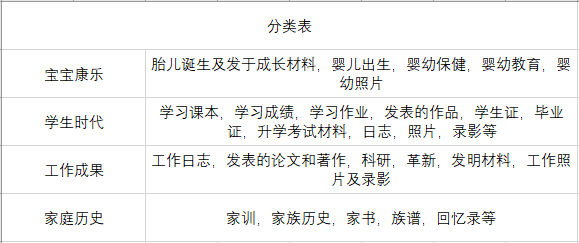 分类表
宝宝康乐
胎儿诞生及发于成长材料，婴儿出生，婴幼保健，婴幼教育，婴
幼照片
学生时代
学习课本，学习成绩，学习作业，发表的作品，学生证，毕业
证，升学考试材料，日志，照片，录影等
工作成果
工作日志，发表的论文和著作，科研，革新，发明材料，工作照
片及录影
家庭历史
家训，家族历史，家书，族谱，回忆录等